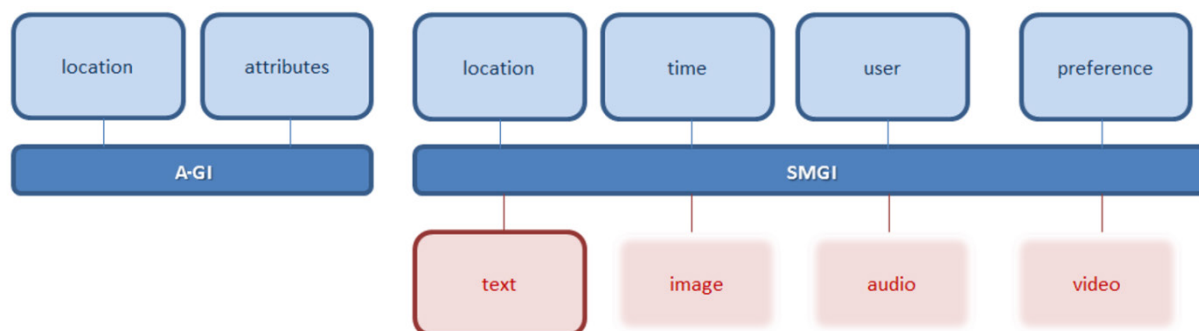 location attributes location time user preference
A-GI SMGI
text image audio video